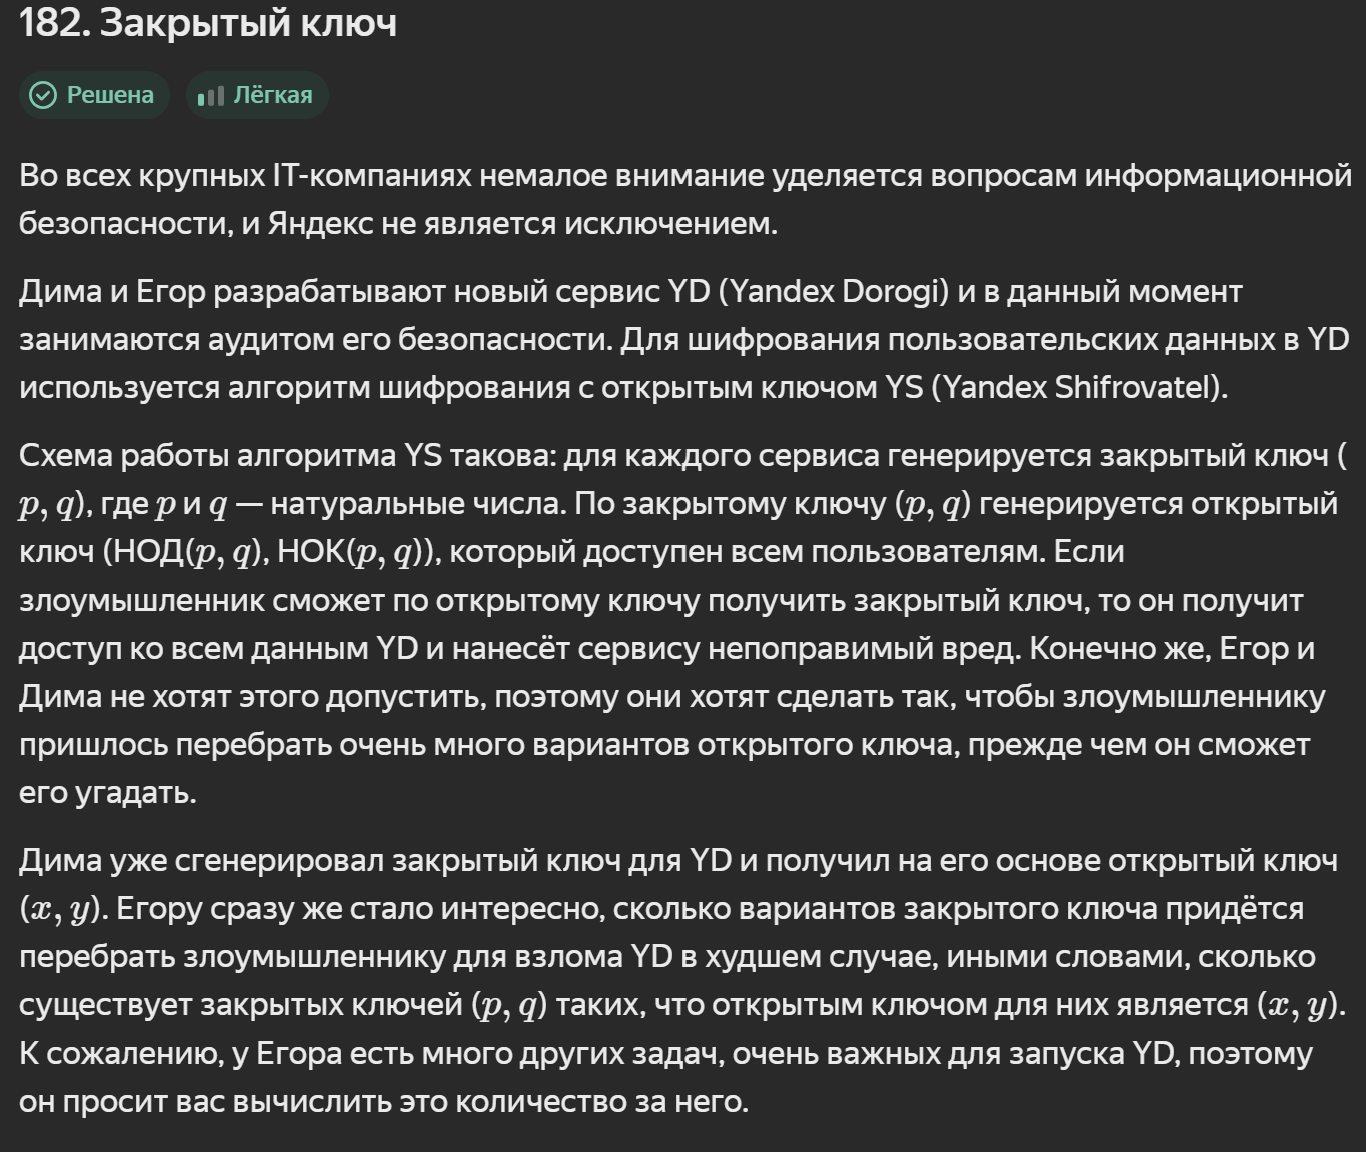 182. Закрытый ключ
Решена Лёгкая
Во всех крупных IT-компаниях немалое внимание уделяется вопросам информационной
безопасности, и Яндекс не является исключением.
Дима и Егор разрабатывают новый сервис YD (Yandex Dorogi) и в данный момент
занимаются аудитом его безопасности. Для шифрования пользовательских данных в YD
используется алгоритм шифрования с открытым ключом YS (Yandex Shifrovatel).
Схема работы алгоритма YS такова: для каждого сервиса генерируется закрытый ключ (
p, q), где p и q — натуральные числа. По закрытому ключу (p, q) генерируется открытый
ключ (НОД(p, q), НОК(p, q)), который доступен всем пользователям. Если
злоумышленник сможет по открытому ключу получить закрытый ключ, то он получит
доступ ко всем данным YD и нанесёт сервису непоправимый вред. Конечно же, Егор и
Дима не хотят этого допустить, поэтому они хотят сделать так, чтобы злоумышленнику
пришлось перебрать очень много вариантов открытого ключа, прежде чем он сможет
его угадать.
Дима уже сгенерировал закрытый ключ для YD и получил на его основе открытый ключ
(x, y). Егору сразу же стало интересно, сколько вариантов закрытого ключа придётся
перебрать злоумышленнику для взлома YD в худшем случае, иными словами, сколько
существует закрытых ключей (p, q) таких, что открытым ключом для них является (x, y).
К сожалению, у Егора есть много других задач, очень важных для запуска YD, поэтому
он просит вас вычислить это количество за него.